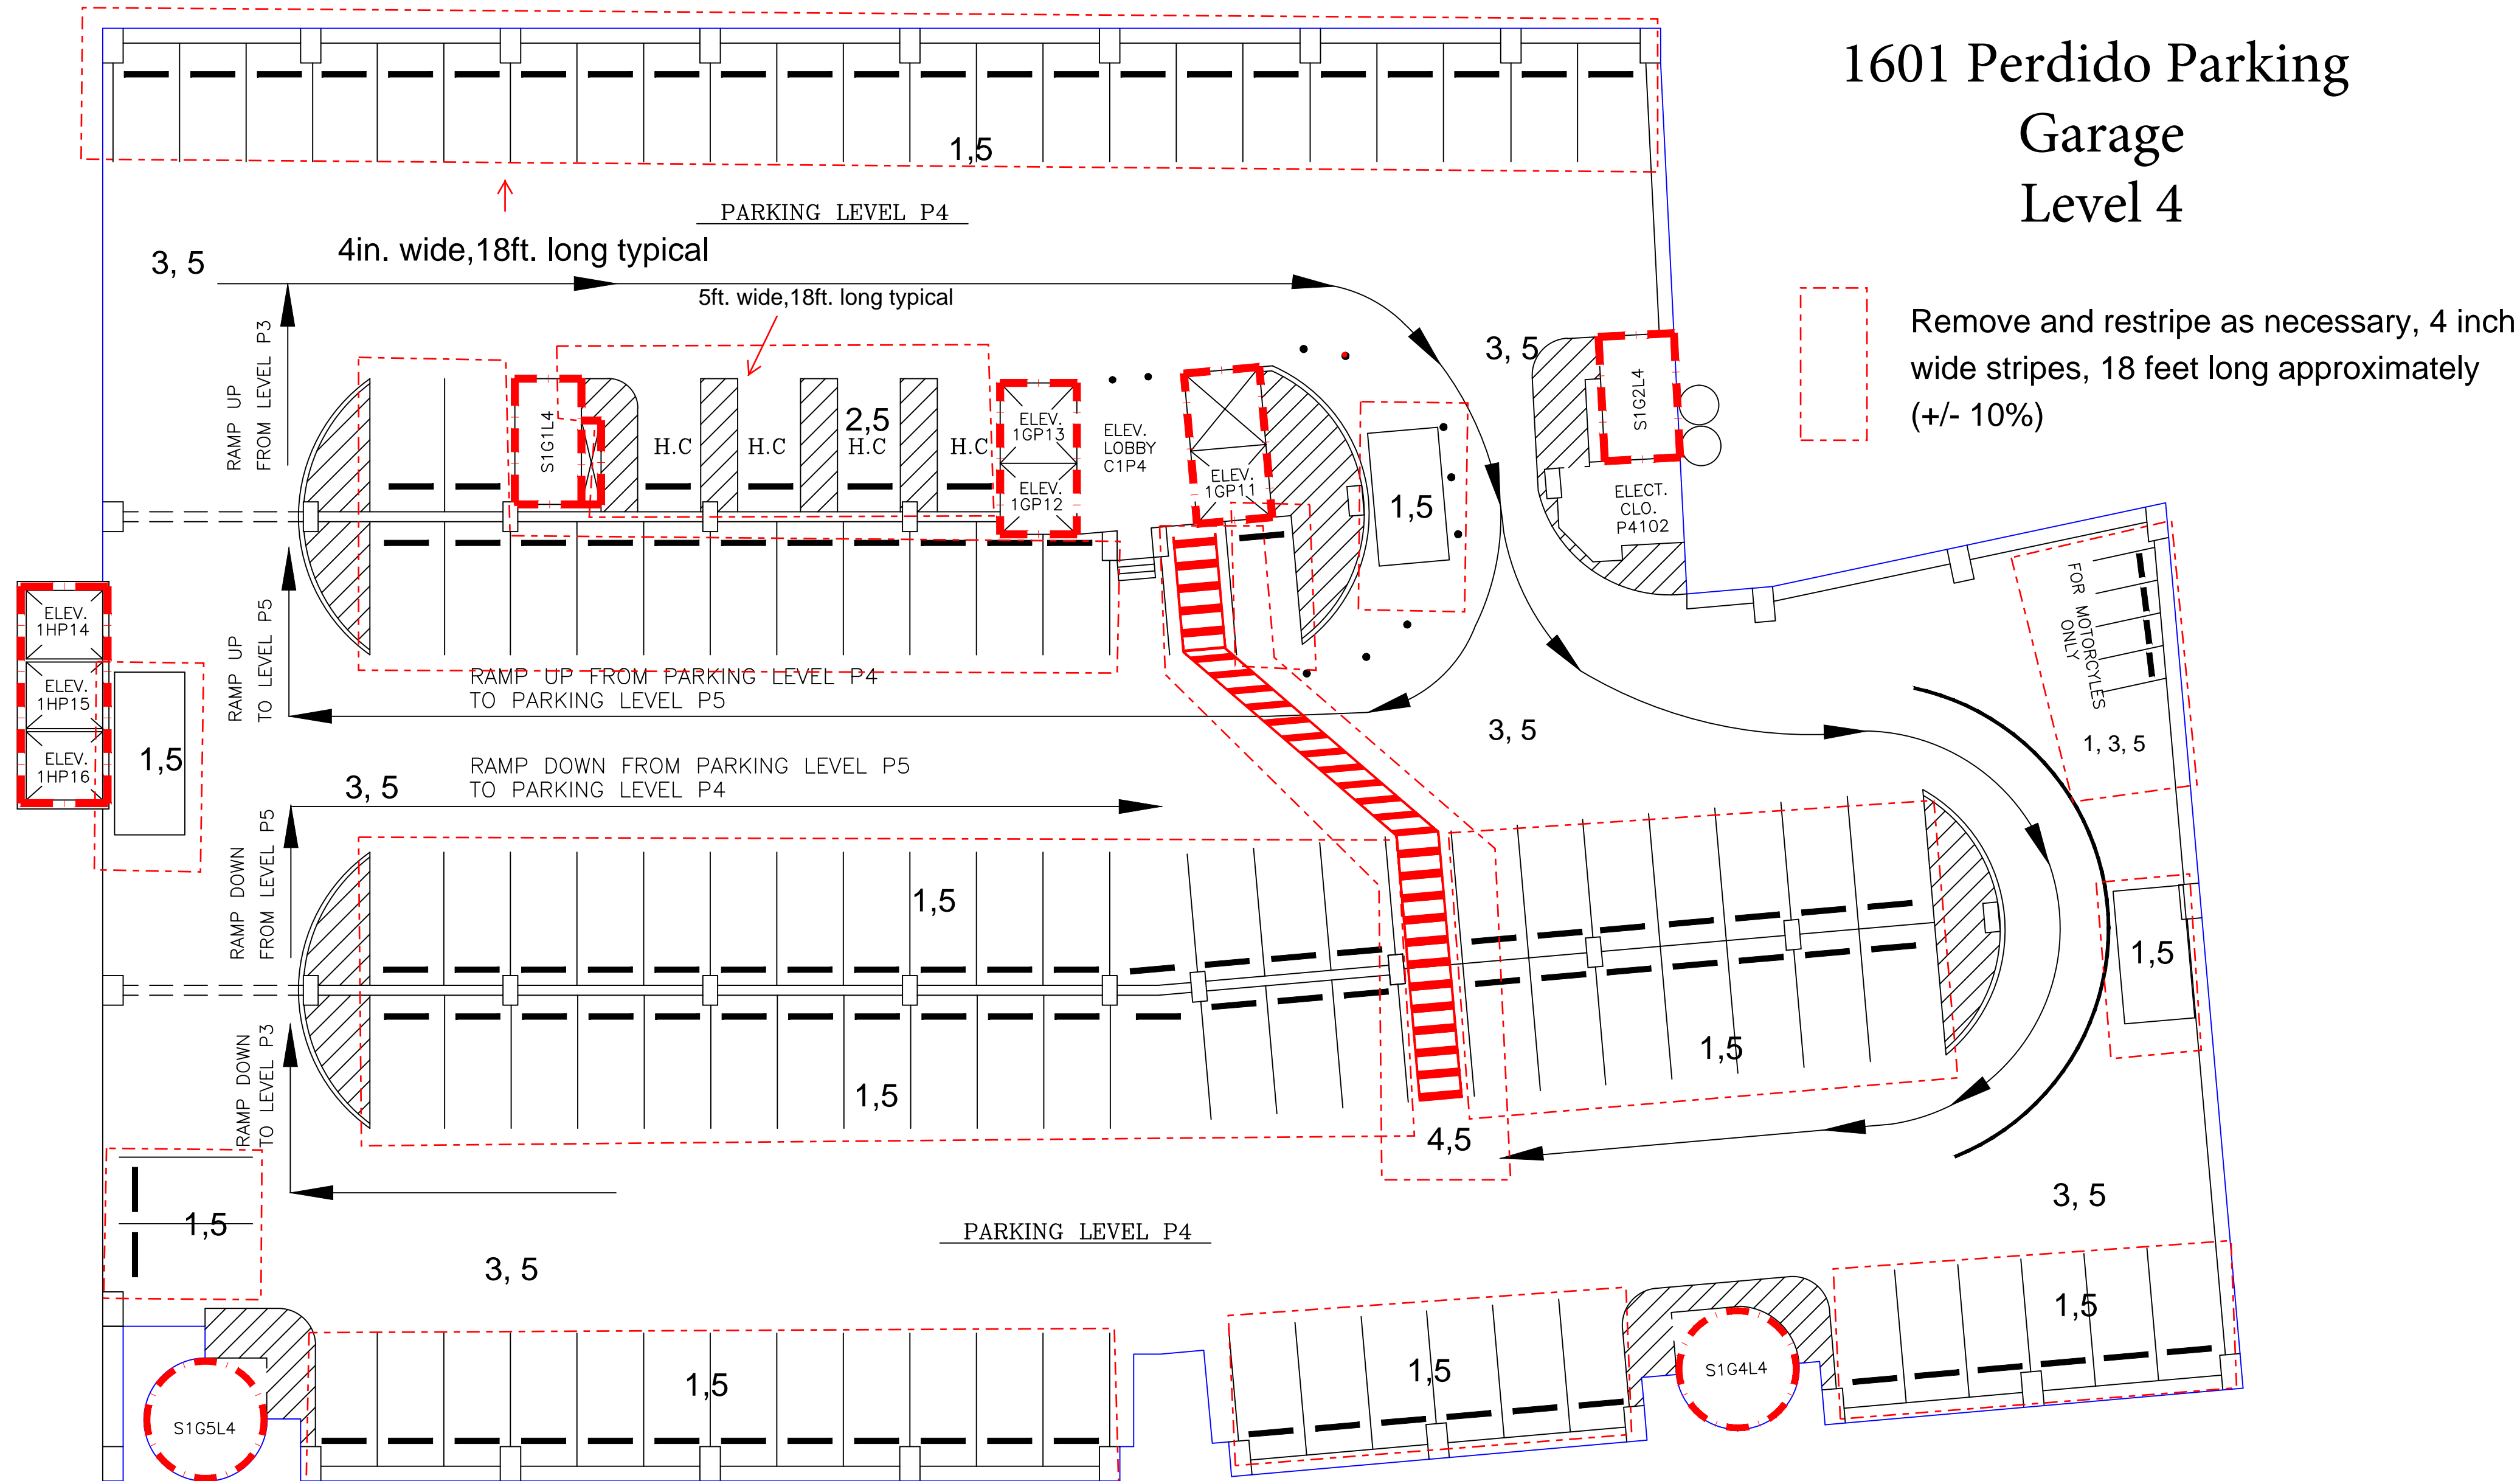 1601 Perdido Parking
Garage
Level 4
1,5
PARKING LEVEL P4
4in. wide,18ft. long typical
3, 5
5ft. wide,18ft. long typical
Remove and restripe as necessary, 4 inch
wide stripes, 18 feet long approximately
(+/- 10%)
RAMP UP
FROM LEVEL P3
S1G1L4
2,5
H.C
H.C
H.C
H.C
ELEV.
1GP13
ELEV.
1GP12
ELEV.
LOBBY
C1P4
ELEV.
1GP11
3, 5
S1G2L4
1,5
ELECT.
CLO.
P4102
FOR MOTORCYLES
ONLY
1, 3, 5
ELEV.
1HP14
ELEV.
1HP15
ELEV.
1HP16
1,5
RAMP UP
TO LEVEL P5
RAMP UP FROM PARKING LEVEL P4
TO PARKING LEVEL P5
3, 5
RAMP DOWN FROM PARKING LEVEL P5
TO PARKING LEVEL P4
3, 5
RAMP DOWN
FROM LEVEL P5
1,5
1,5
RAMP DOWN
TO LEVEL P3
1,5
1,5
4,5
3, 5
1,5
PARKING LEVEL P4
3, 5
1,5
1,5
1,5
S1G4L4
S1G5L4